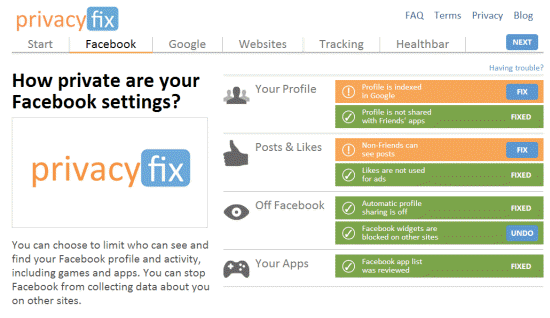 privacyfix
FAQ Terms Privacy Blog
Start Facebook Google Websites Tracking Healthbar NEXT
Having trouble?
How private are your
Facebook settings?
privacyfix
You can choose to limit who can see and
find your Facebook profile and activity,
including games and apps. You can stop
Facebook from collecting data about you
on other sites.
Your Profile
Profile is indexed
in Google
FIX
Profile is not shared
with Friends' apps
FIXED
Posts & Likes
Non-Friends can
see posts
FIX
Likes are not used
for ads
FIXED
Off Facebook
Automatic profile
sharing is off
FIXED
Facebook widgets are
blocked on other sites
UNDO
Your Apps
Facebook app list
was reviewed
FIXED